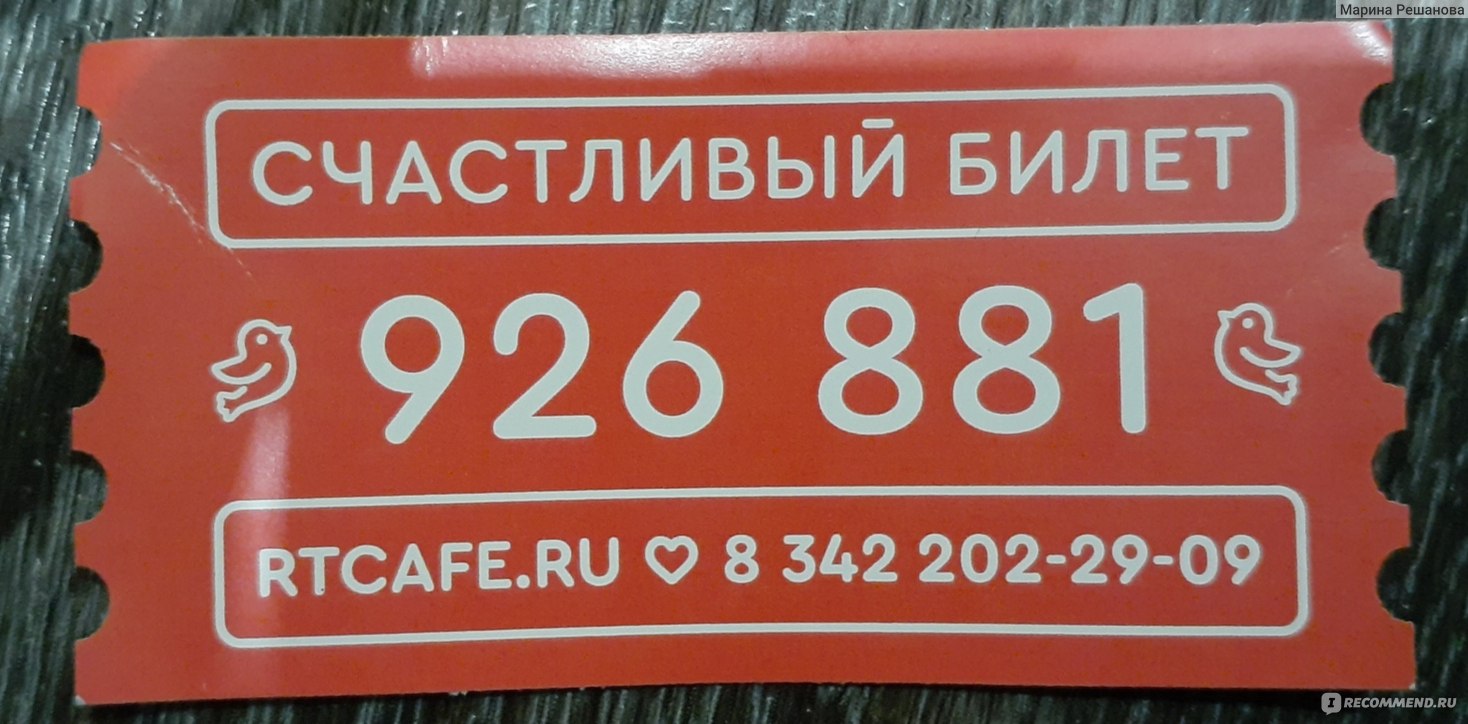 Марина Решанова
СЧАСТЛИВЫЙ БИЛЕТ
926 881
RTCAFE.RU ♡ 8 342 202-29-09
I RECOMMEND.RU